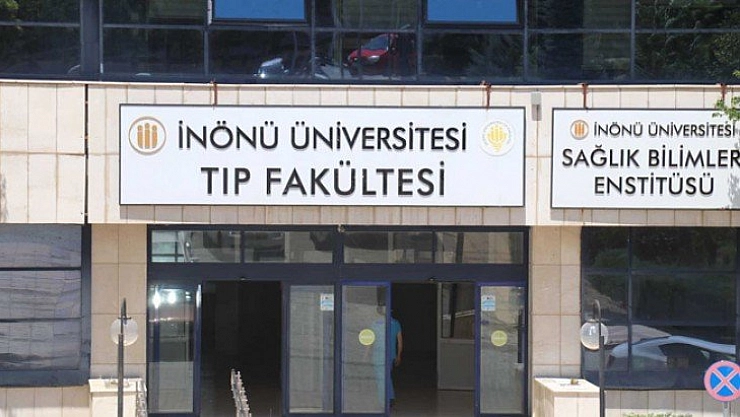 İNÖNÜ ÜNİVERSİTESİ
TIP FAKÜLTESİ
İNÖNÜ ÜNİVERSİTESİ
SAĞLIK BİLİMLER
ENSTİTÜSÜ